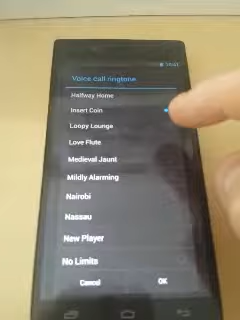 Voice call ringtone
Halfway Home
Insert Coin
Loopy Lounge
Love Flute
Medieval Jaunt
Mildly Alarming
Nairobi
Nassau
New Player
No Limits
Cancel OK